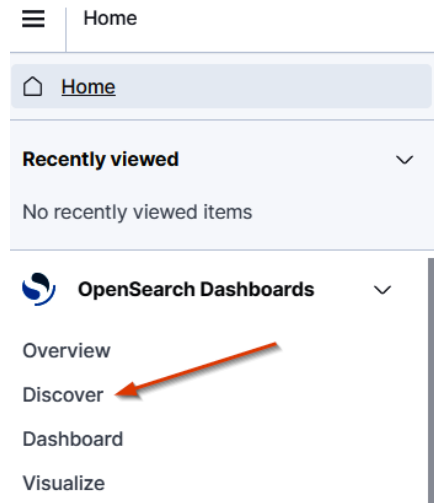 Home
Home
Recently viewed
No recently viewed items
OpenSearch Dashboards
Overview
Discover
Dashboard
Visualize